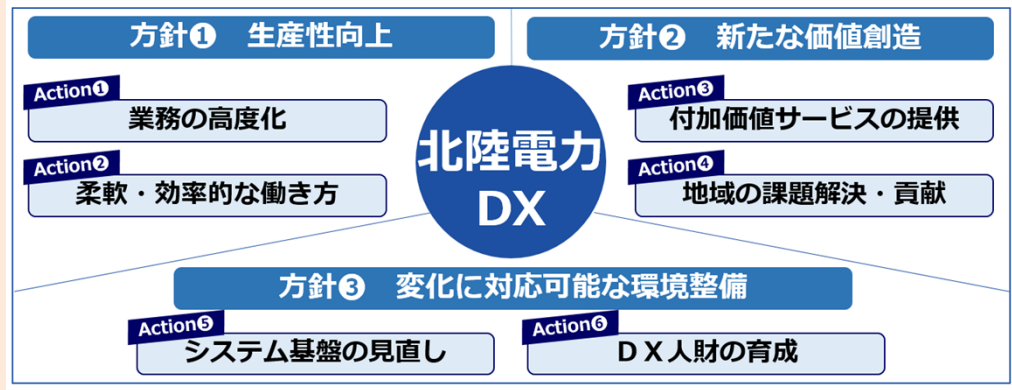 方針❶　生産性向上
Action❶
業務の高度化
Action❷
柔軟・効率的な働き方
方針❷　新たな価値創造
Action❸
付加価値サービスの提供
Action❹
地域の課題解決・貢献
北陸電力
DX
方針❸　変化に対応可能な環境整備
Action❺
システム基盤の見直し
Action❻
ＤＸ人財の育成